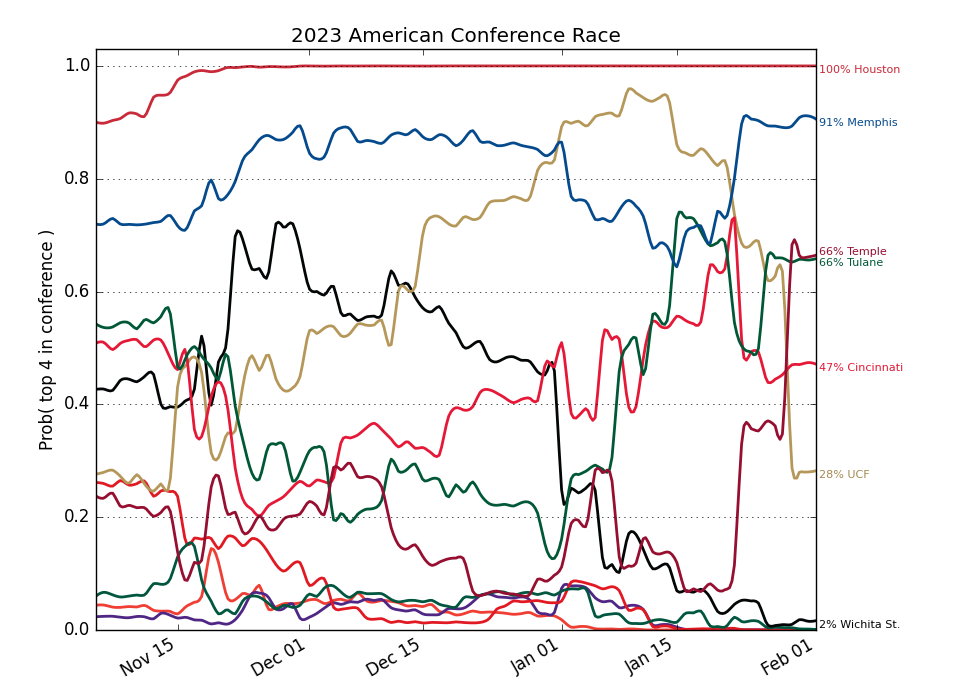 2023 American Conference Race
Prob( top 4 in conference )
1.0
0.8
0.6
0.4
0.2
0.0
Nov 15
Dec 01
Dec 15
Jan 01
Jan 15
Feb 01
100% Houston
91% Memphis
66% Temple
66% Tulane
47% Cincinnati
28% UCF
2% Wichita St.